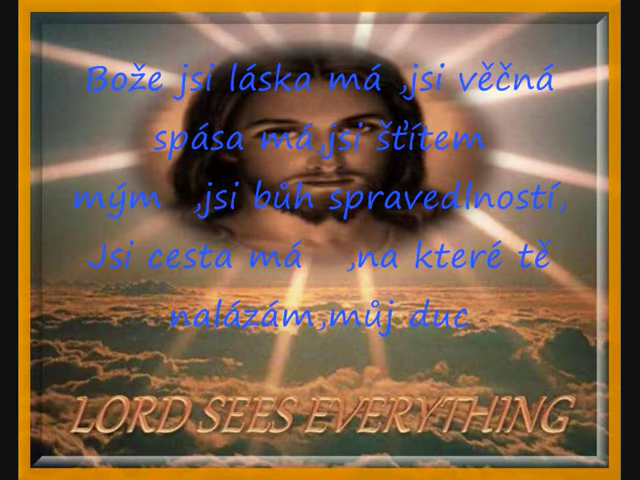 Bože jsi láska má ,jsi věčná
spása má,jsi šťítem
mým ,jsi bůh spravedlností,
Jsi cesta má ,na které tě
nalázám,můj duc
LORD SEES EVERYTHING